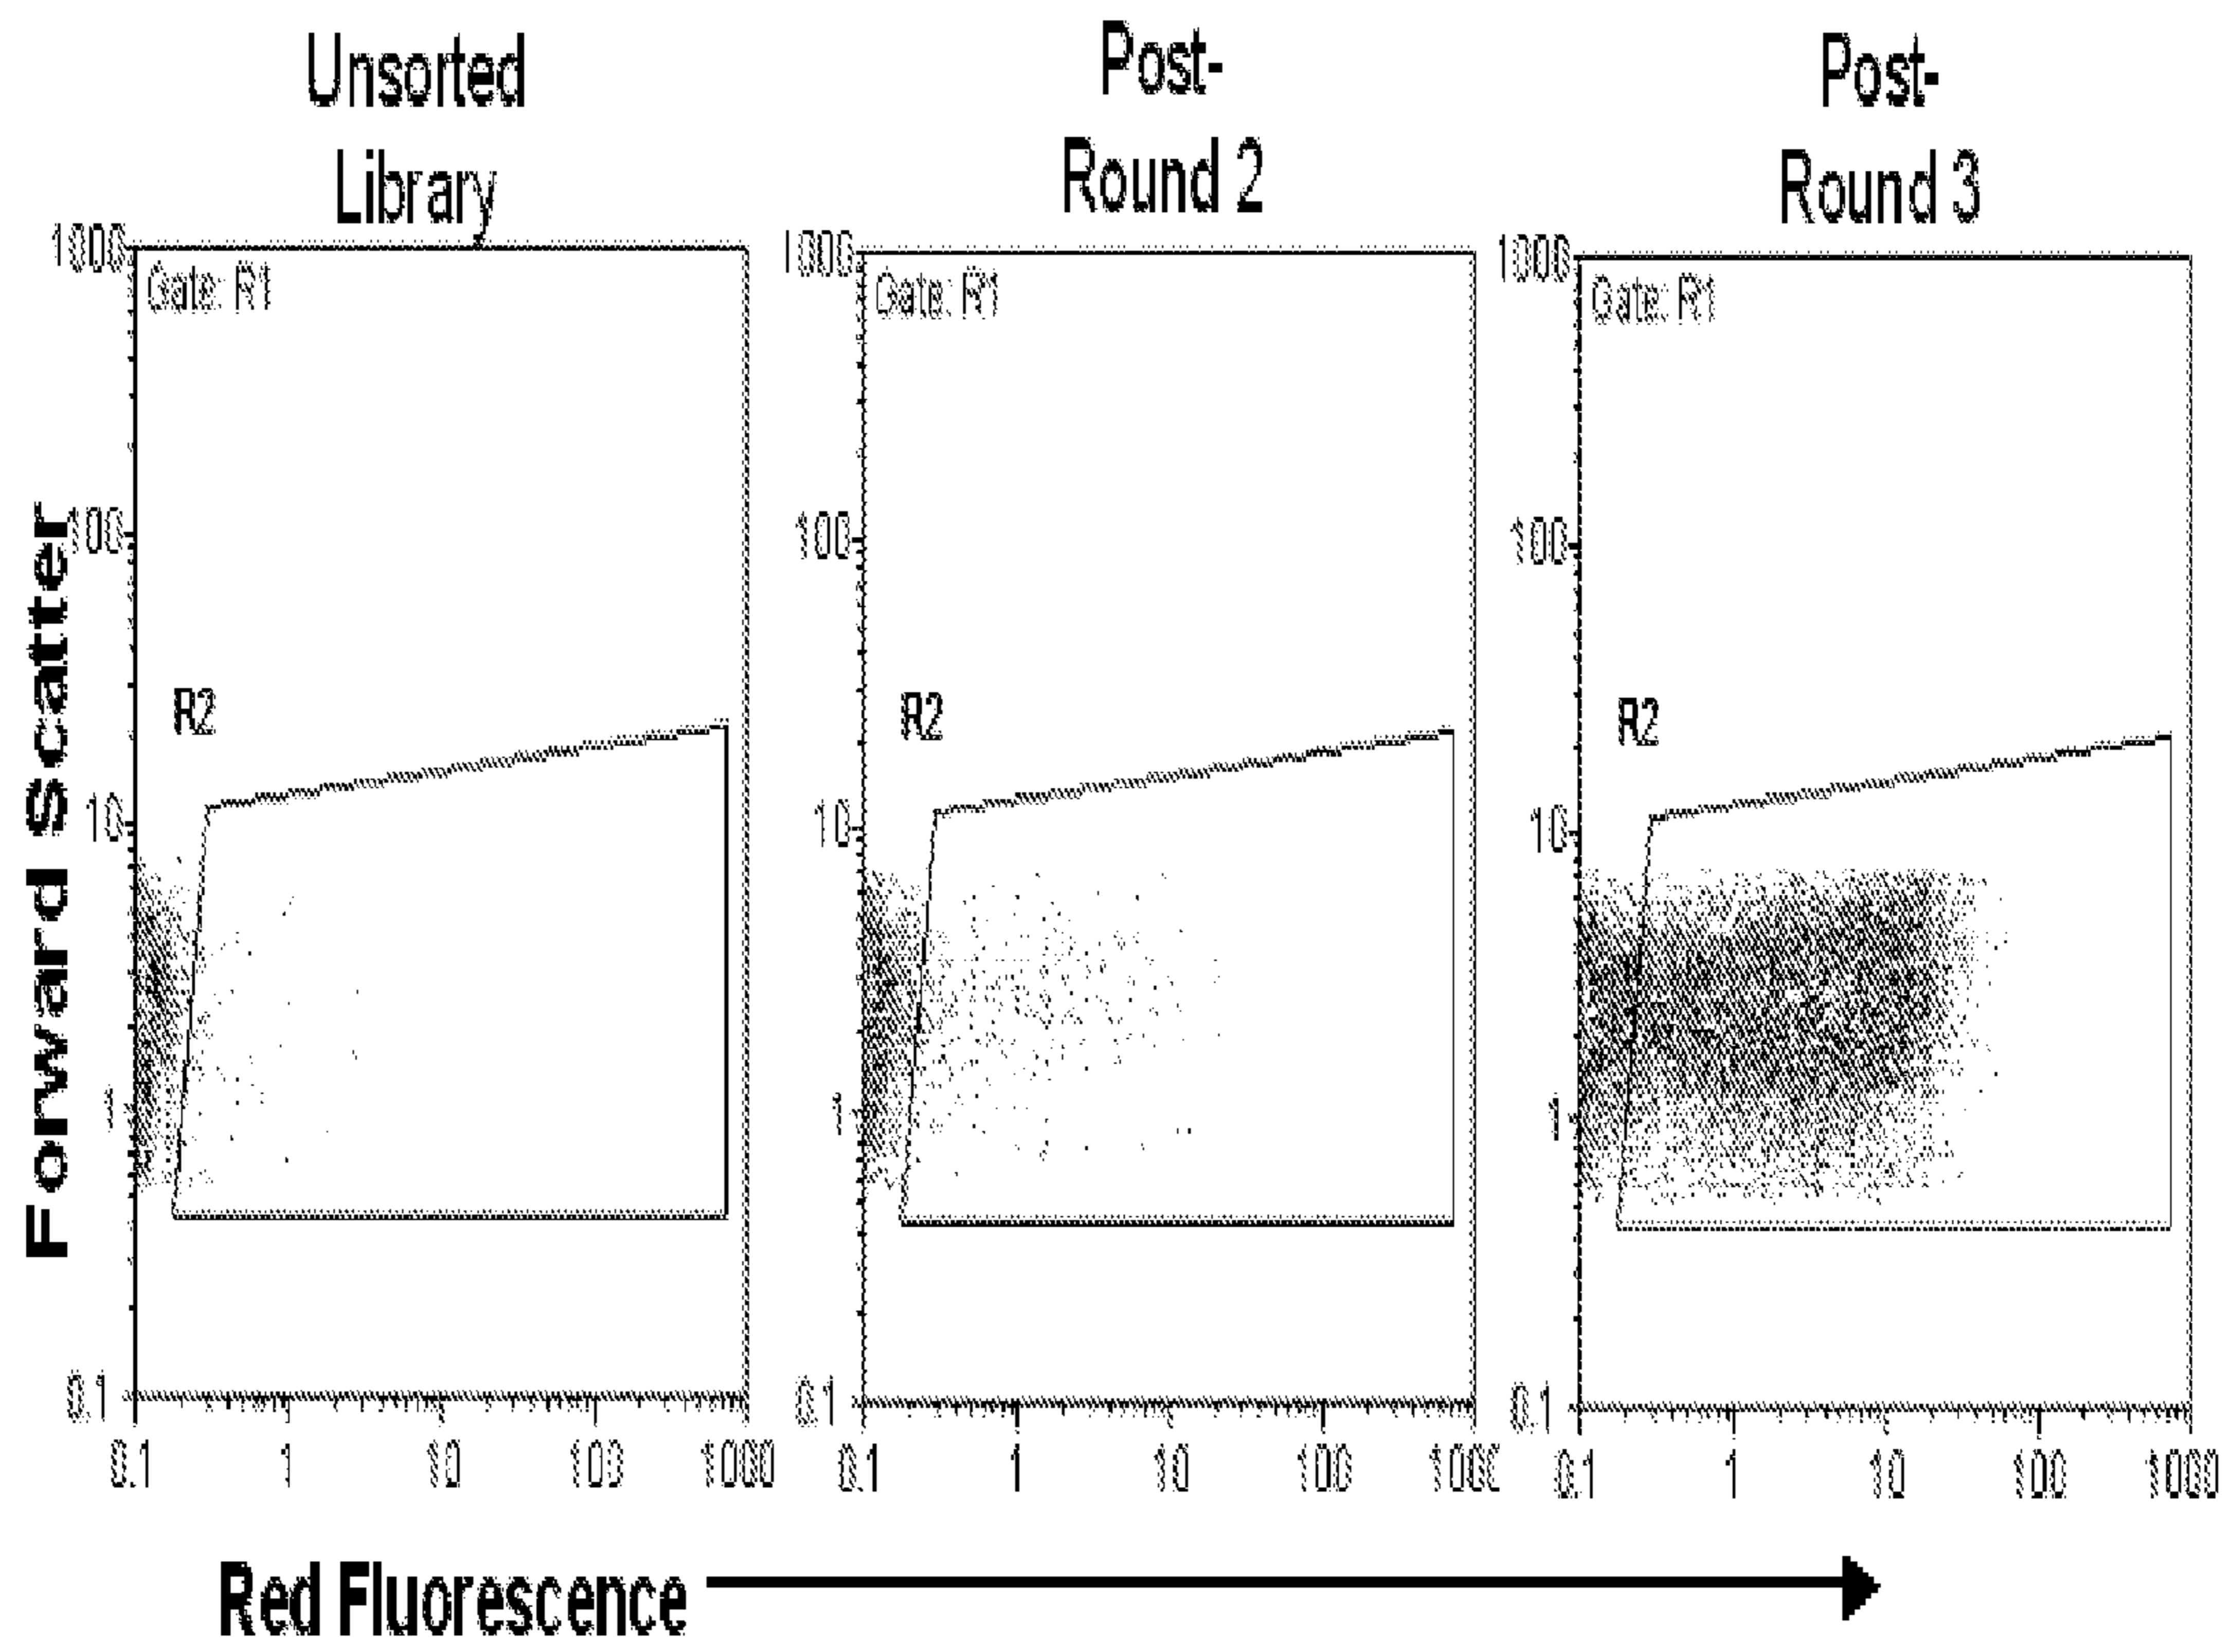 Unsorted
Library
Post-
Round 2
Post-
Round 3
Forward Scatter
1000
100
10
1
0.1
Gate: R1
R2
0.1 1 10 100 1000
1000
100
10
1
0.1
Gate: R1
R2
0.1 1 10 100 1000
1000
100
10
1
0.1
Gate: R1
R2
0.1 1 10 100 1000
Red Fluorescence